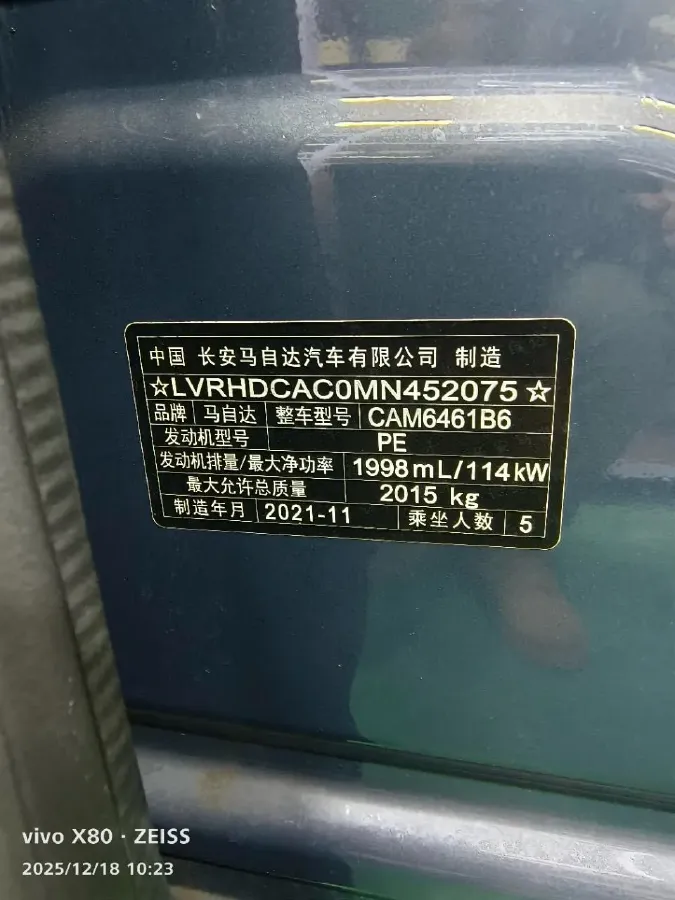 中国 长安马自达汽车有限公司 制造
☆LVRHDCAC0MN452075☆
品牌 马自达 整车型号 CAM6461B6
发动机型号 PE
发动机排量/最大净功率 1998mL/114kW
最大允许总质量 2015 kg
制造年月 2021-11 乘坐人数 5
vivo X80 · ZEISS
2025/12/18 10:23